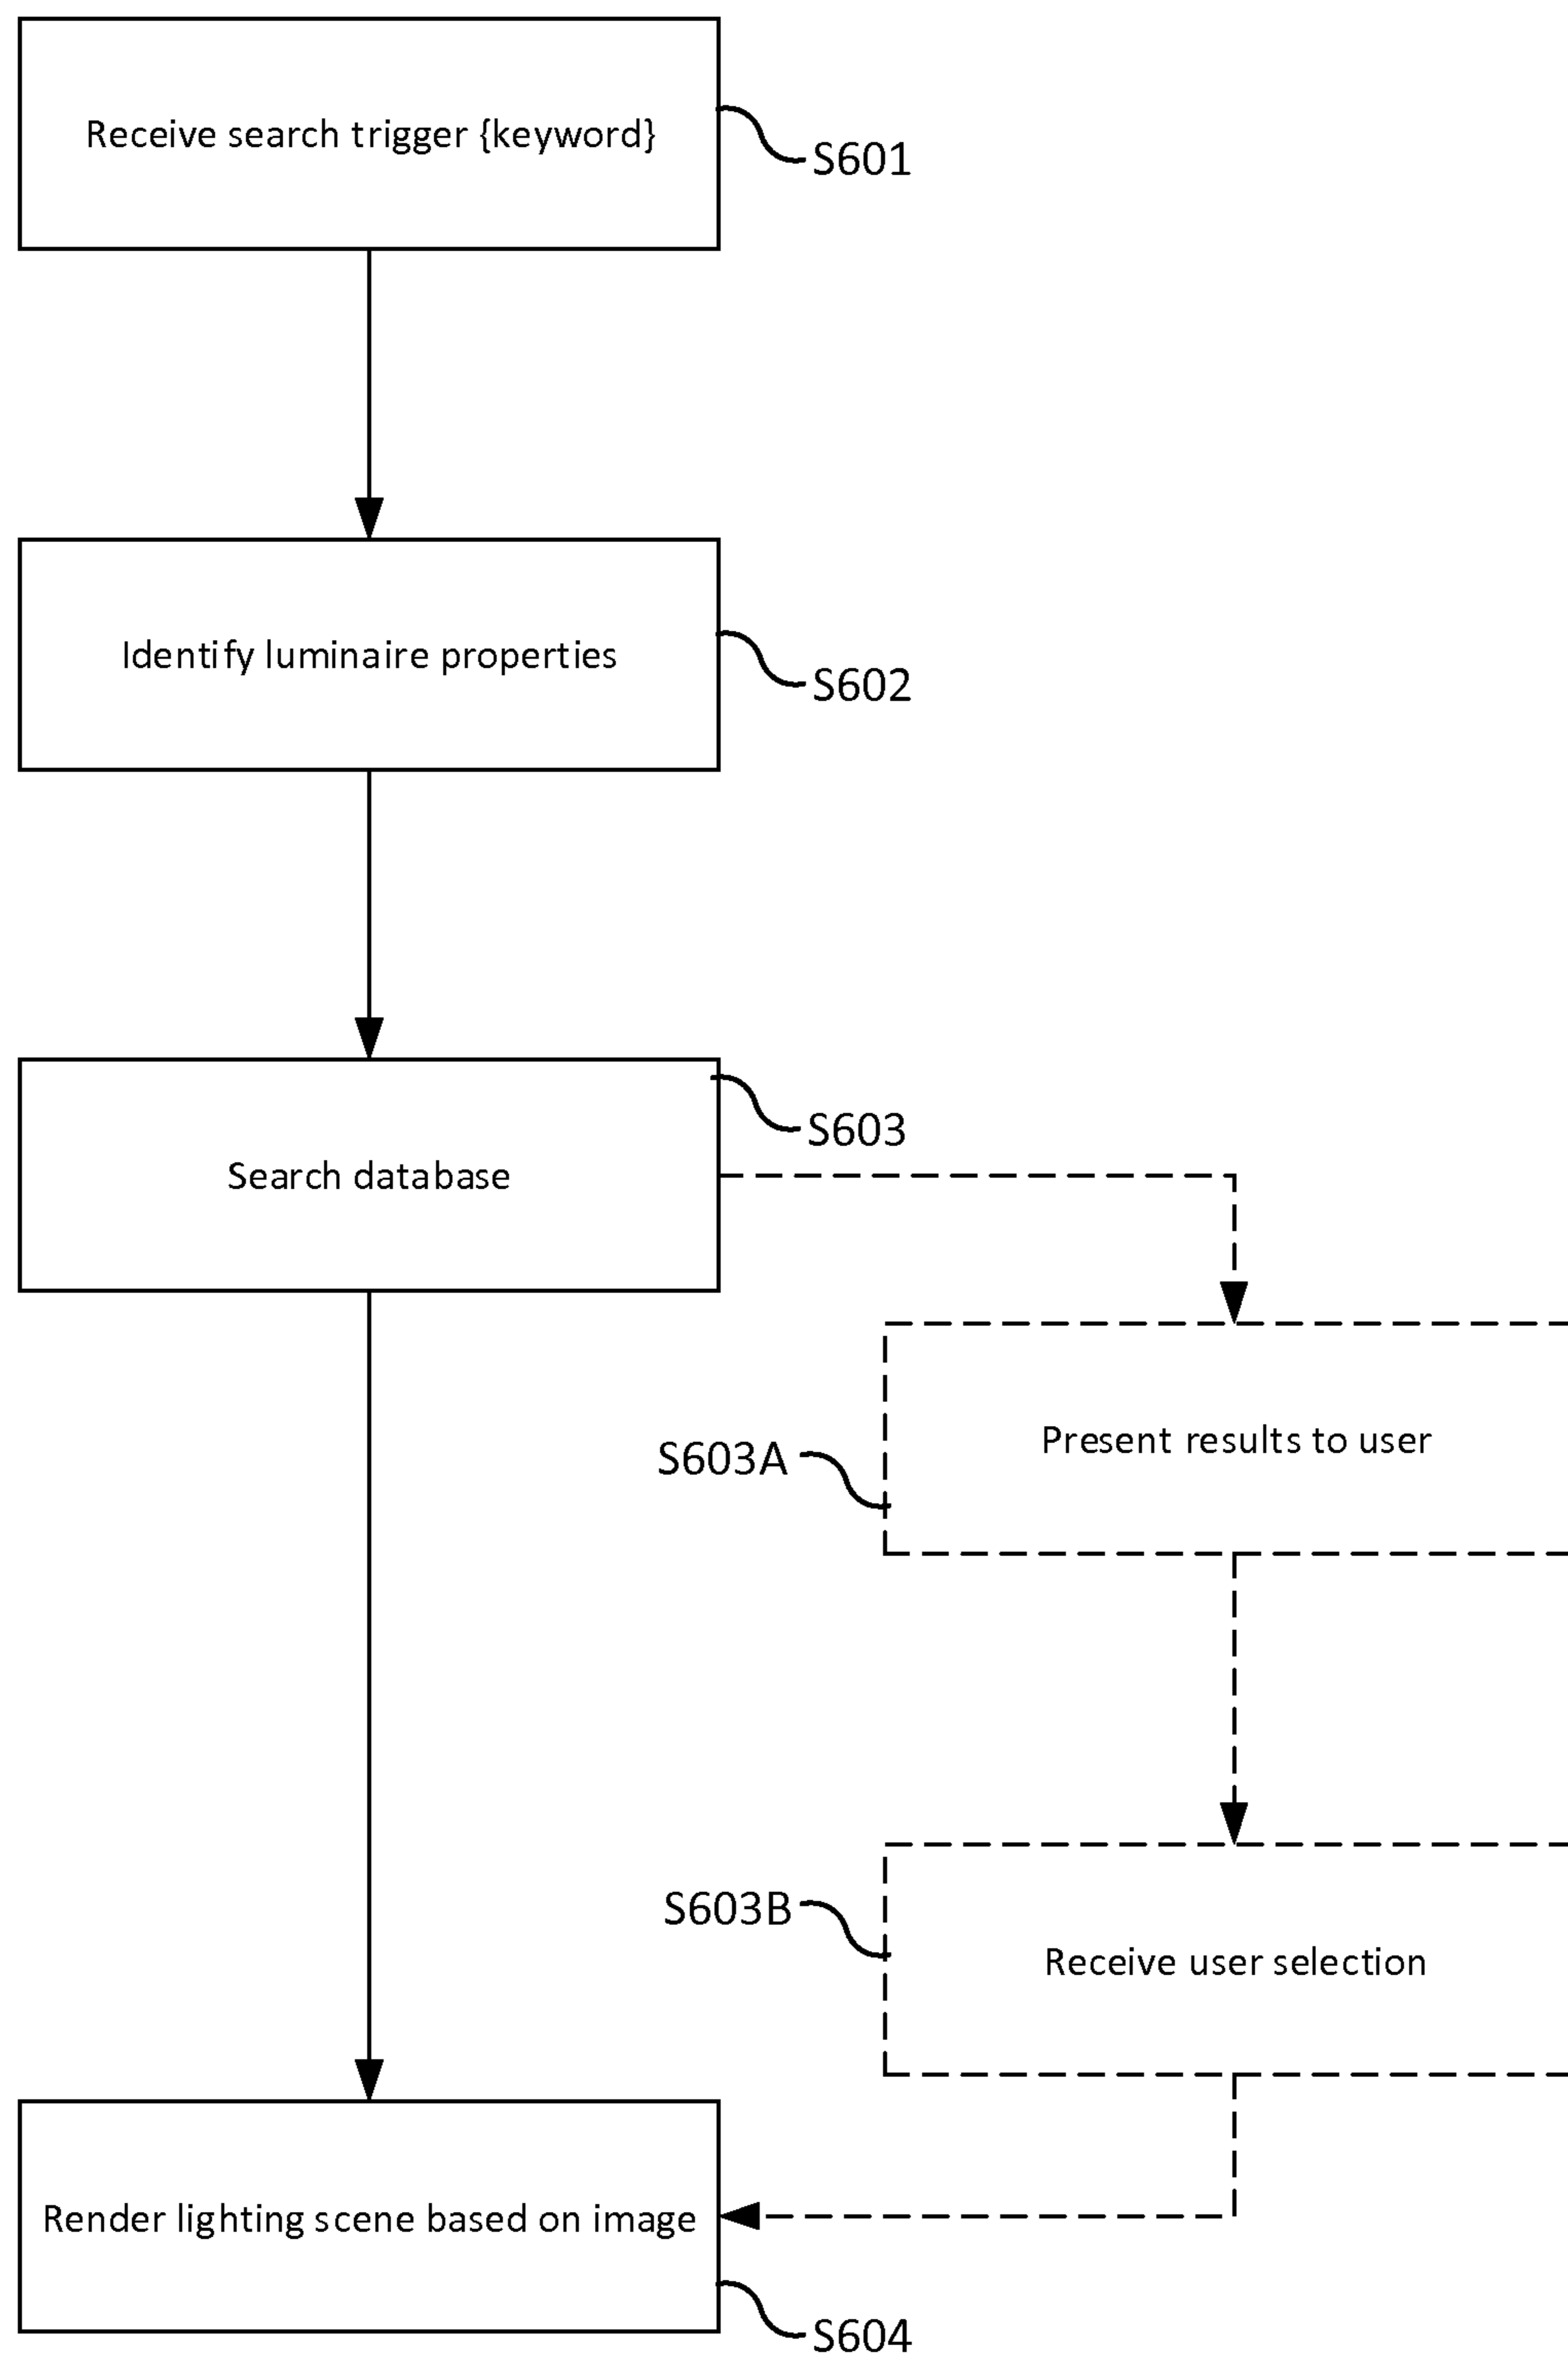 Receive search trigger {keyword}
S601
Identify luminaire properties
S602
Search database
S603
Present results to user
S603A
Receive user selection
S603B
Render lighting scene based on image
S604